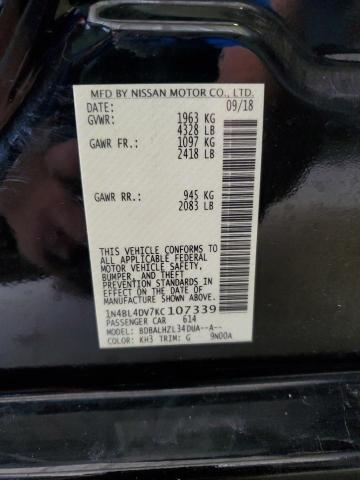 MFD BY NISSAN MOTOR CO., LTD.
DATE: 09/18
GVWR: 1963 KG
4328 LB
GAWR FR.: 1097 KG
2418 LB
GAWR RR.: 945 KG
2083 LB
THIS VEHICLE CONFORMS TO
ALL APPLICABLE FEDERAL
MOTOR VEHICLE SAFETY,
BUMPER, AND THEFT
PREVENTION STANDARDS IN
EFFECT ON THE DATE OF
MANUFACTURE SHOWN ABOVE.
1N4BL4DV7KC107339
PASSENGER CAR 614
MODEL: BDBALHZL34DUA--A--
COLOR: KH3 TRIM: G 9N00A